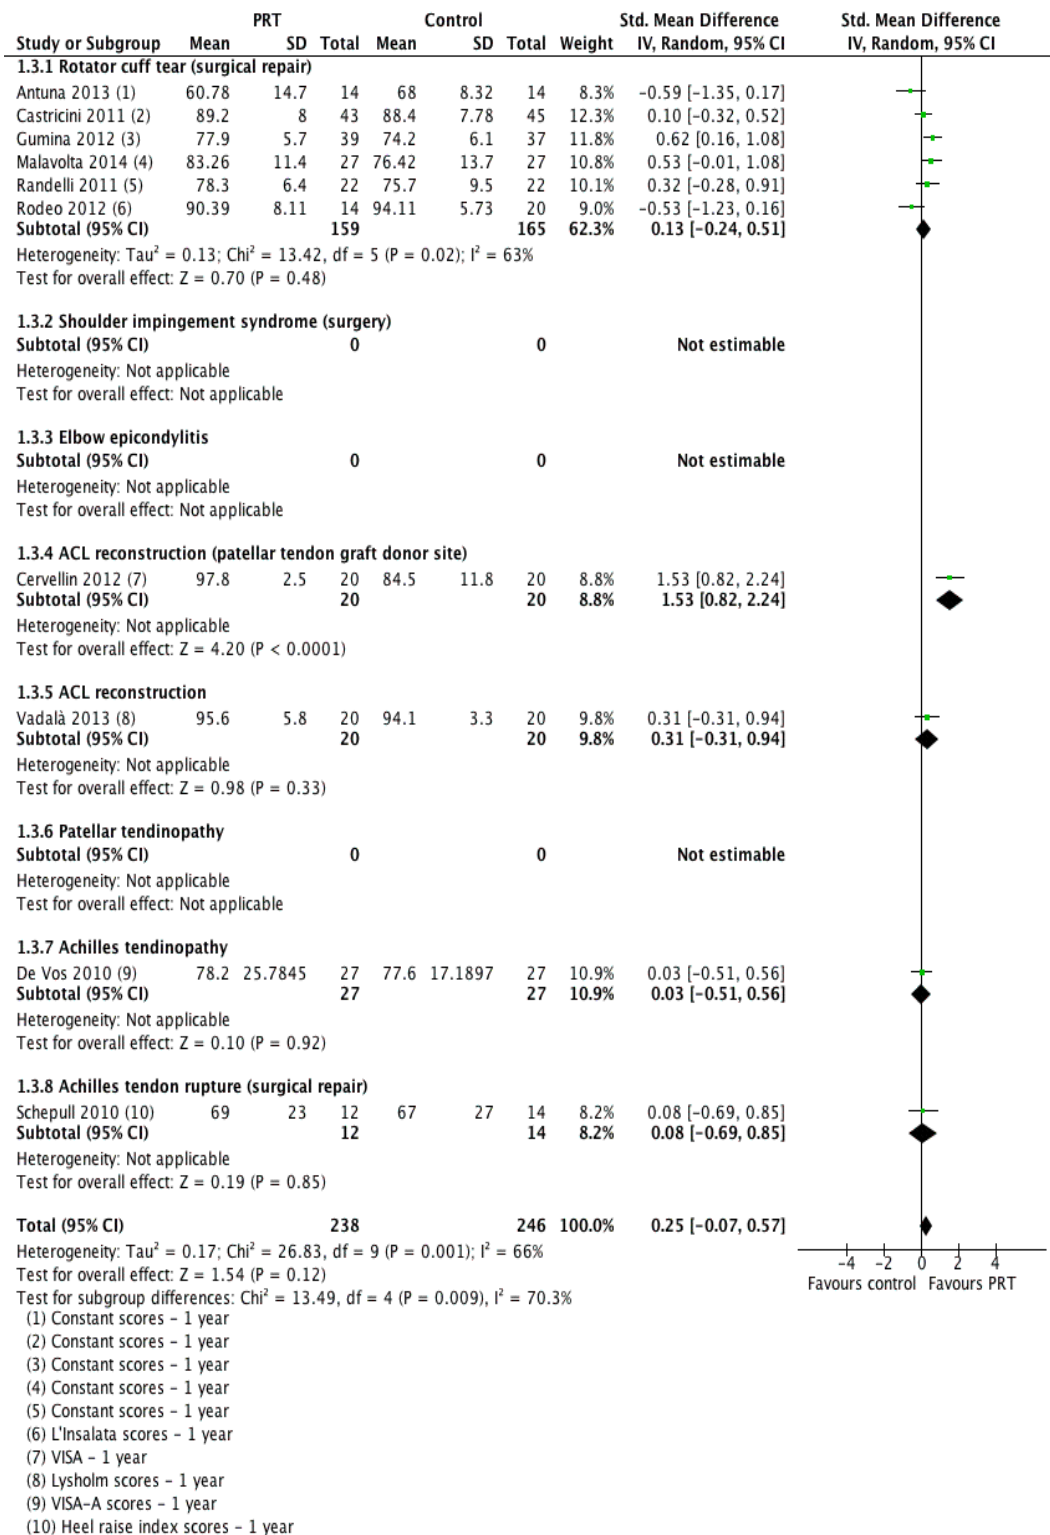 PRT Control Std. Mean Difference Std. Mean Difference
Study or Subgroup Mean SD Total Mean SD Total Weight IV, Random, 95% CI IV, Random, 95% CI
1.3.1 Rotator cuff tear (surgical repair)
Antuna 2013 (1) 60.78 14.7 14 68 8.32 14 8.3% −0.59 [−1.35, 0.17]
Castricini 2011 (2) 89.2 8 43 88.4 7.78 45 12.3% 0.10 [−0.32, 0.52]
Gumina 2012 (3) 77.9 5.7 39 74.2 6.1 37 11.8% 0.62 [0.16, 1.08]
Malavolta 2014 (4) 83.26 11.4 27 76.42 13.7 27 10.8% 0.53 [−0.01, 1.08]
Randelli 2011 (5) 78.3 6.4 22 75.7 9.5 22 10.1% 0.32 [−0.28, 0.91]
Rodeo 2012 (6) 90.39 8.11 14 94.11 5.73 20 9.0% −0.53 [−1.23, 0.16]
Subtotal (95% CI) 159 165 62.3% 0.13 [−0.24, 0.51]
Heterogeneity: Tau² = 0.13; Chi² = 13.42, df = 5 (P = 0.02); I² = 63%
Test for overall effect: Z = 0.70 (P = 0.48)
1.3.2 Shoulder impingement syndrome (surgery)
Subtotal (95% CI) 0 0 Not estimable
Heterogeneity: Not applicable
Test for overall effect: Not applicable
1.3.3 Elbow epicondylitis
Subtotal (95% CI) 0 0 Not estimable
Heterogeneity: Not applicable
Test for overall effect: Not applicable
1.3.4 ACL reconstruction (patellar tendon graft donor site)
Cervellin 2012 (7) 97.8 2.5 20 84.5 11.8 20 8.8% 1.53 [0.82, 2.24]
Subtotal (95% CI) 20 20 8.8% 1.53 [0.82, 2.24]
Heterogeneity: Not applicable
Test for overall effect: Z = 4.20 (P < 0.0001)
1.3.5 ACL reconstruction
Vadalà 2013 (8) 95.6 5.8 20 94.1 3.3 20 9.8% 0.31 [−0.31, 0.94]
Subtotal (95% CI) 20 20 9.8% 0.31 [−0.31, 0.94]
Heterogeneity: Not applicable
Test for overall effect: Z = 0.98 (P = 0.33)
1.3.6 Patellar tendinopathy
Subtotal (95% CI) 0 0 Not estimable
Heterogeneity: Not applicable
Test for overall effect: Not applicable
1.3.7 Achilles tendinopathy
De Vos 2010 (9) 78.2 25.7845 27 77.6 17.1897 27 10.9% 0.03 [−0.51, 0.56]
Subtotal (95% CI) 27 27 10.9% 0.03 [−0.51, 0.56]
Heterogeneity: Not applicable
Test for overall effect: Z = 0.10 (P = 0.92)
1.3.8 Achilles tendon rupture (surgical repair)
Schepull 2010 (10) 69 23 12 67 27 14 8.2% 0.08 [−0.69, 0.85]
Subtotal (95% CI) 12 14 8.2% 0.08 [−0.69, 0.85]
Heterogeneity: Not applicable
Test for overall effect: Z = 0.19 (P = 0.85)
Total (95% CI) 238 246 100.0% 0.25 [−0.07, 0.57]
Heterogeneity: Tau² = 0.17; Chi² = 26.83, df = 9 (P = 0.001); I² = 66%
Test for overall effect: Z = 1.54 (P = 0.12)
Test for subgroup differences: Chi² = 13.49, df = 4 (P = 0.009), I² = 70.3%
−4 −2 0 2 4
Favours control Favours PRT
(1) Constant scores – 1 year
(2) Constant scores – 1 year
(3) Constant scores – 1 year
(4) Constant scores – 1 year
(5) Constant scores – 1 year
(6) L'Insalata scores – 1 year
(7) VISA – 1 year
(8) Lysholm scores – 1 year
(9) VISA–A scores – 1 year
(10) Heel raise index scores – 1 year